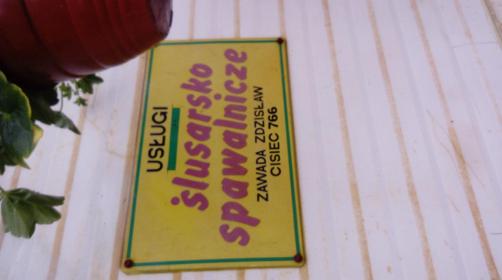 USŁUGI
ślusarsko
spawalnicze
ZAWADA ZDZISŁAW
CISIEC 766